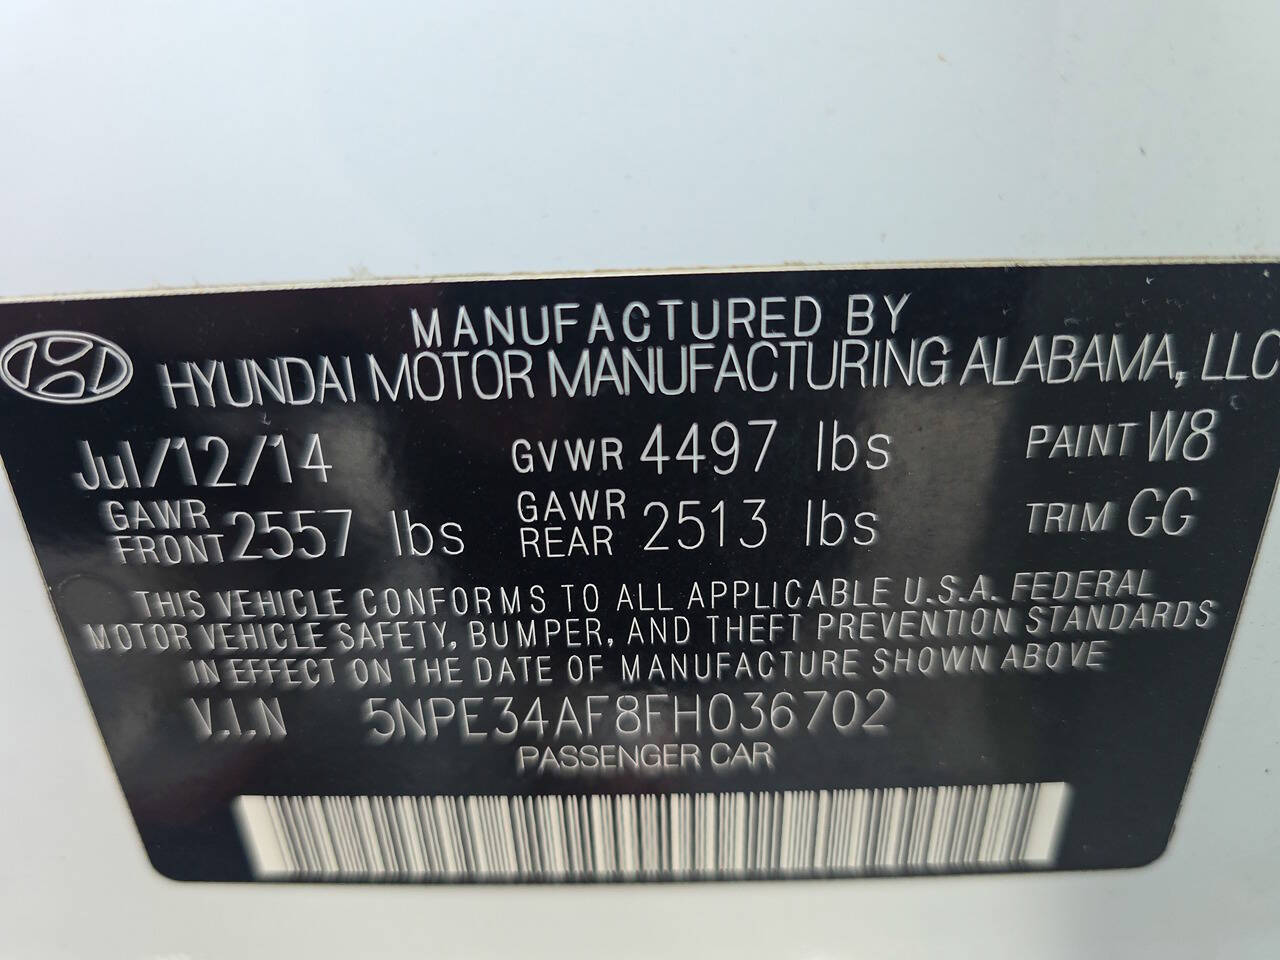 MANUFACTURED BY
HYUNDAI MOTOR MANUFACTURING ALABAMA, LLC
Jul/12/14 GVWR 4497 lbs PAINT W8
GAWR FRONT 2557 lbs GAWR REAR 2513 lbs TRIM GG
THIS VEHICLE CONFORMS TO ALL APPLICABLE U.S.A. FEDERAL
MOTOR VEHICLE SAFETY, BUMPER, AND THEFT PREVENTION STANDARDS
IN EFFECT ON THE DATE OF MANUFACTURE SHOWN ABOVE
V.I.N 5NPE34AF8FH036702
PASSENGER CAR